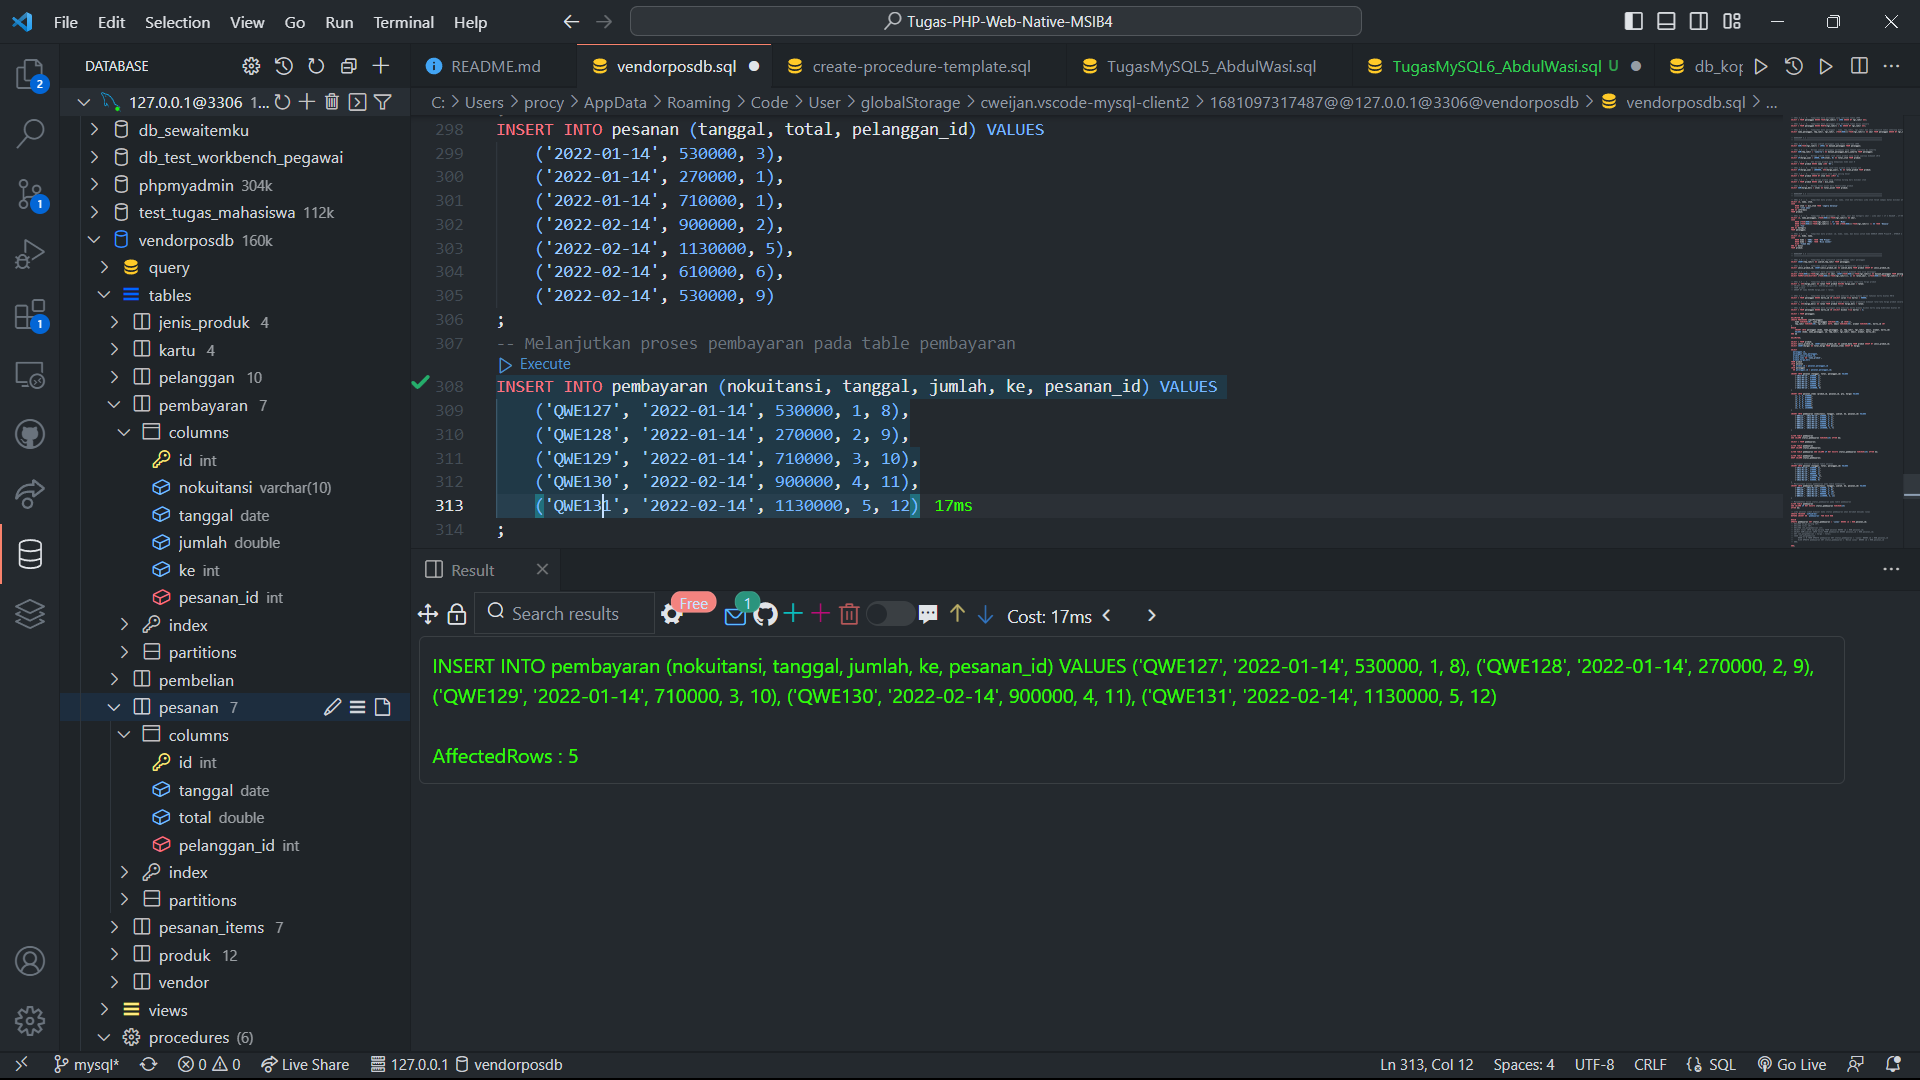 File Edit Selection View Go Run Terminal Help
Tugas-PHP-Web-Native-MSIB4
DATABASE
127.0.0.1@3306 1...
db_sewaitemku
db_test_workbench_pegawai
phpmyadmin 304k
test_tugas_mahasiswa 112k
vendorposdb 160k
query
tables
jenis_produk 4
kartu 4
pelanggan 10
pembayaran 7
columns
id int
nokuitansi varchar(10)
tanggal date
jumlah double
ke int
pesanan_id int
index
partitions
pembelian
pesanan 7
columns
id int
tanggal date
total double
pelanggan_id int
index
partitions
pesanan_items 7
produk 12
vendor
views
procedures (6)
2
1
1
README.md
vendorposdb.sql
create-procedure-template.sql
TugasMySQL5_AbdulWasi.sql
TugasMySQL6_AbdulWasi.sql U
db_kop
C: > Users > procy > AppData > Roaming > Code > User > globalStorage > cweijan.vscode-mysql-client2 > 1681097317487@@127.0.0.1@3306@vendorposdb > vendorposdb.sql > ...
298 INSERT INTO pesanan (tanggal, total, pelanggan_id) VALUES
299 ('2022-01-14', 530000, 3),
300 ('2022-01-14', 270000, 1),
301 ('2022-01-14', 710000, 1),
302 ('2022-02-14', 900000, 2),
303 ('2022-02-14', 1130000, 5),
304 ('2022-02-14', 610000, 6),
305 ('2022-02-14', 530000, 9)
306 ;
307 -- Melanjutkan proses pembayaran pada table pembayaran
Execute
308 INSERT INTO pembayaran (nokuitansi, tanggal, jumlah, ke, pesanan_id) VALUES
309 ('QWE127', '2022-01-14', 530000, 1, 8),
310 ('QWE128', '2022-01-14', 270000, 2, 9),
311 ('QWE129', '2022-01-14', 710000, 3, 10),
312 ('QWE130', '2022-02-14', 900000, 4, 11),
313 ('QWE131', '2022-02-14', 1130000, 5, 12) 17ms
314 ;
Result
Search results
Free
1
Cost: 17ms
INSERT INTO pembayaran (nokuitansi, tanggal, jumlah, ke, pesanan_id) VALUES ('QWE127', '2022-01-14', 530000, 1, 8), ('QWE128', '2022-01-14', 270000, 2, 9),
('QWE129', '2022-01-14', 710000, 3, 10), ('QWE130', '2022-02-14', 900000, 4, 11), ('QWE131', '2022-02-14', 1130000, 5, 12)
AffectedRows : 5
mysql* 0 0 Live Share 127.0.0.1 vendorposdb
Ln 313, Col 12 Spaces: 4 UTF-8 CRLF SQL Go Live